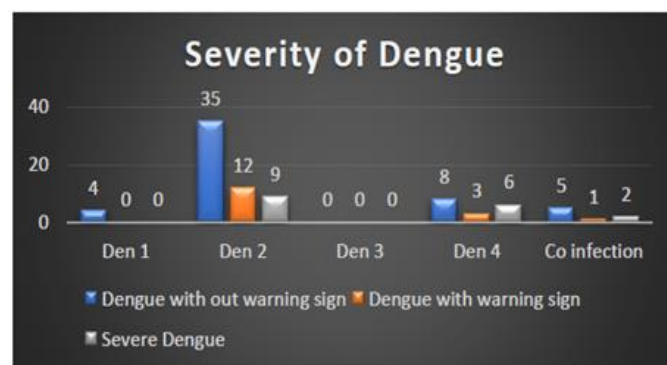 Severity of Dengue
40
20
0
4 0 0
35 12 9
0 0 0
8 3 6
5 1 2
Den 1 Den 2 Den 3 Den 4 Co infection
Dengue with out warning sign Dengue with warning sign
Severe Dengue